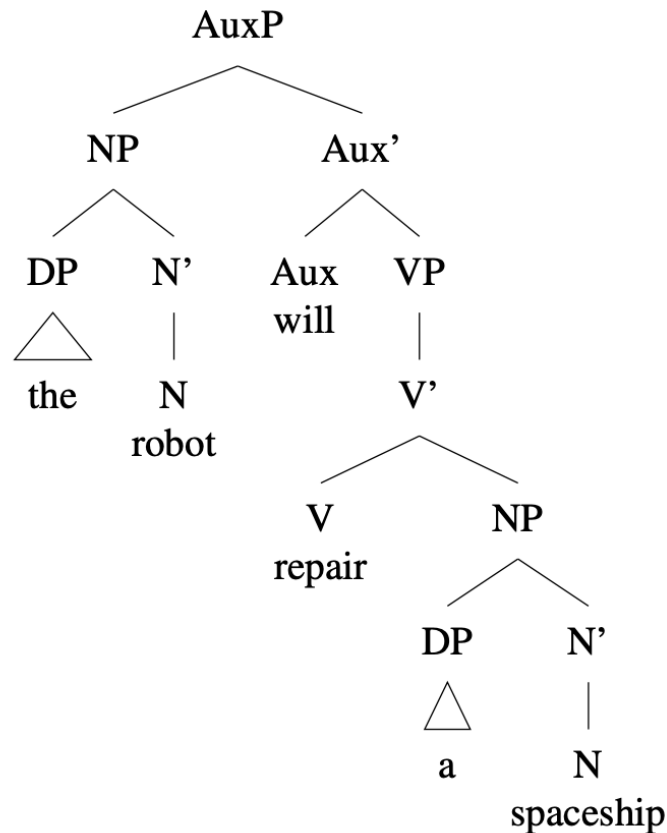 AuxP
NP Aux’
DP N’ Aux VP
will
the N V’
robot
V NP
repair
DP N’
a N
spaceship